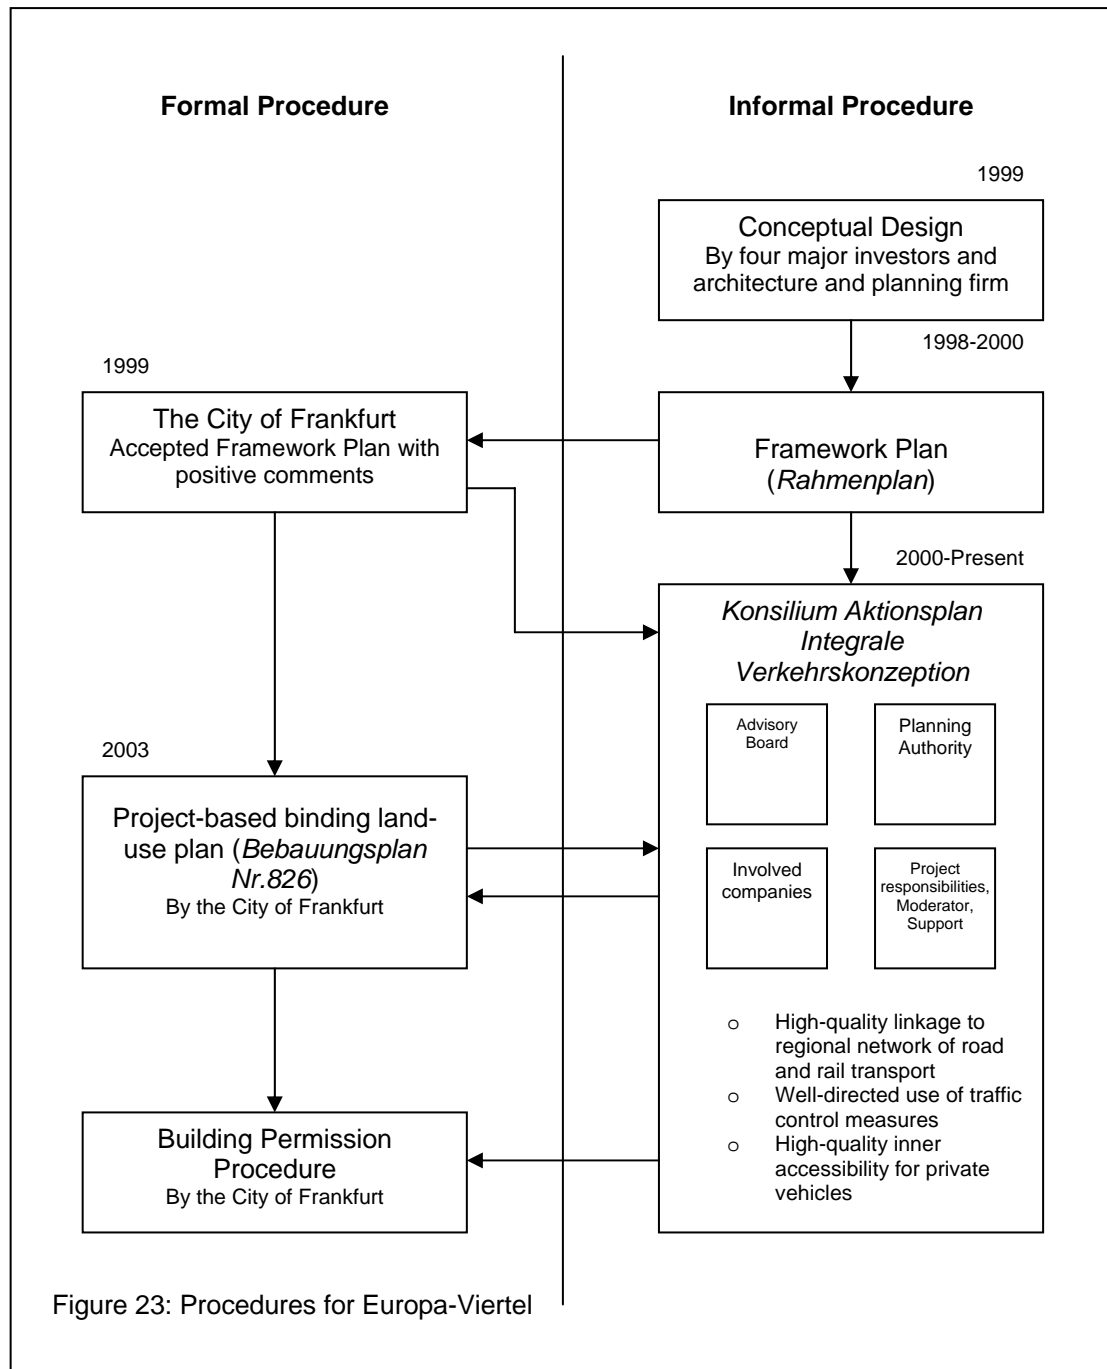 Formal Procedure
Informal Procedure
1999
Conceptual Design
By four major investors and
architecture and planning firm
1998-2000
1999
The City of Frankfurt
Accepted Framework Plan with
positive comments
Framework Plan
(Rahmenplan)
2000-Present
Konsilium Aktionsplan
Integrale
Verkehrskonzeption
Advisory
Board
Planning
Authority
2003
Project-based binding land-
use plan (Bebauungsplan
Nr.826)
By the City of Frankfurt
Involved
companies
Project
responsibilities,
Moderator,
Support
o High-quality linkage to
regional network of road
and rail transport
o Well-directed use of traffic
control measures
o High-quality inner
accessibility for private
vehicles
Building Permission
Procedure
By the City of Frankfurt
Figure 23: Procedures for Europa-Viertel